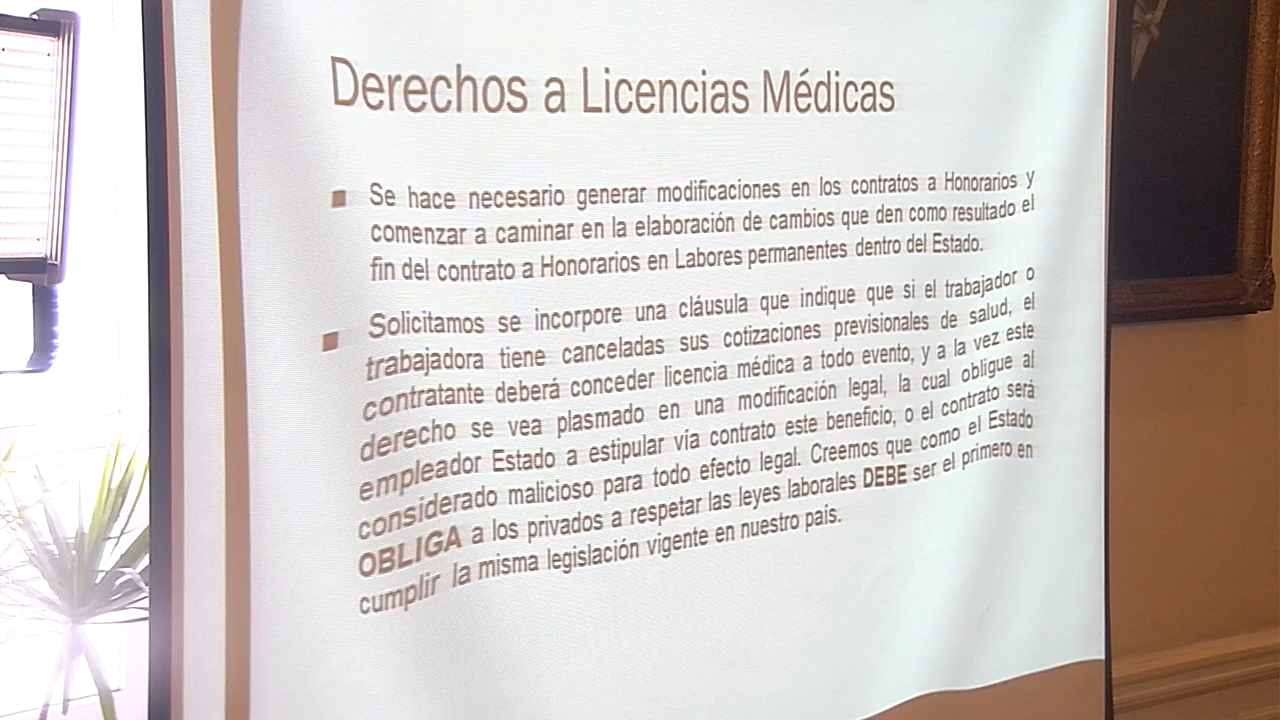 Derechos a Licencias Médicas
Se hace necesario generar modificaciones en los contratos a Honorarios y
comenzar a caminar en la elaboración de cambios que den como resultado el
fin del contrato a Honorarios en Labores permanentes dentro del Estado.
Solicitamos se incorpore una cláusula que indique que si el trabajador o
trabajadora tiene canceladas sus cotizaciones previsionales de salud, el
contratante deberá conceder licencia médica a todo evento, y a la vez este
derecho se vea plasmado en una modificación legal, la cual obligue al
empleador Estado a estipular vía contrato este beneficio, o el contrato será
considerado malicioso para todo efecto legal. Creemos que como el Estado
OBLIGA a los privados a respetar las leyes laborales DEBE ser el primero en
cumplir la misma legislación vigente en nuestro pais.